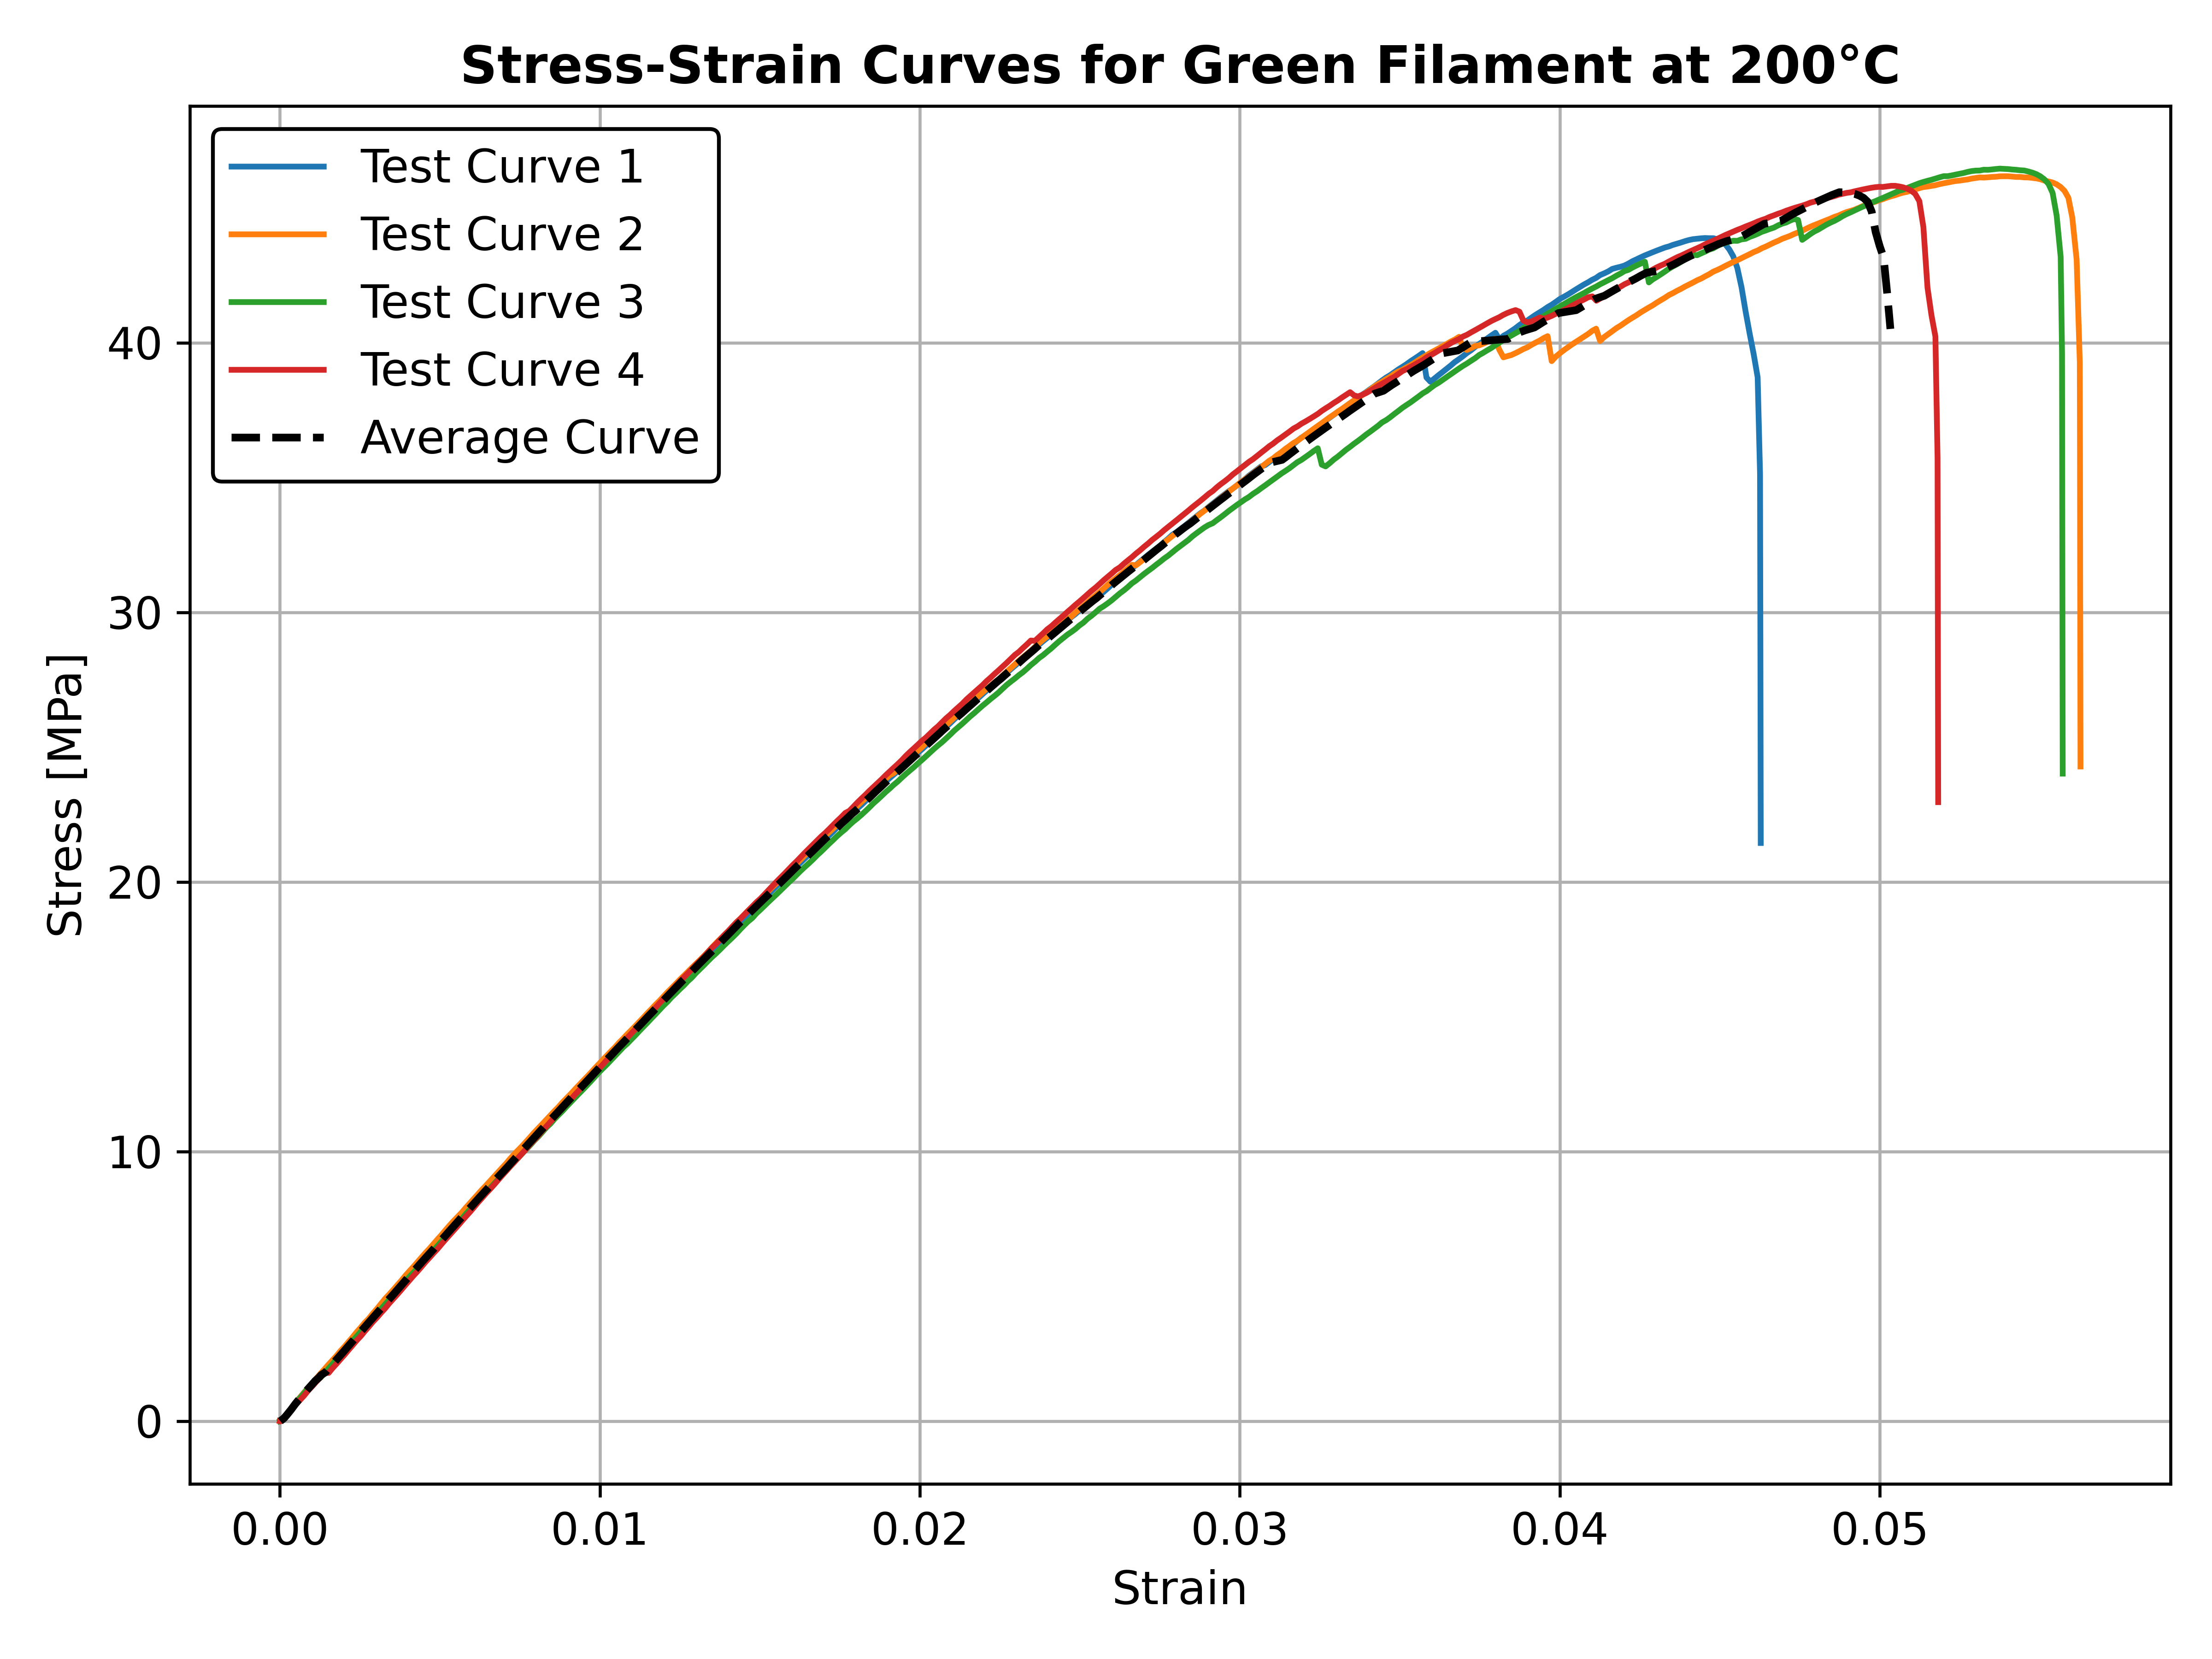 Stress-Strain Curves for Green Filament at 200°C
Test Curve 1
Test Curve 2
Test Curve 3
Test Curve 4
Average Curve
Stress [MPa]
40
30
20
10
0
0.00 0.01 0.02 0.03 0.04 0.05
Strain